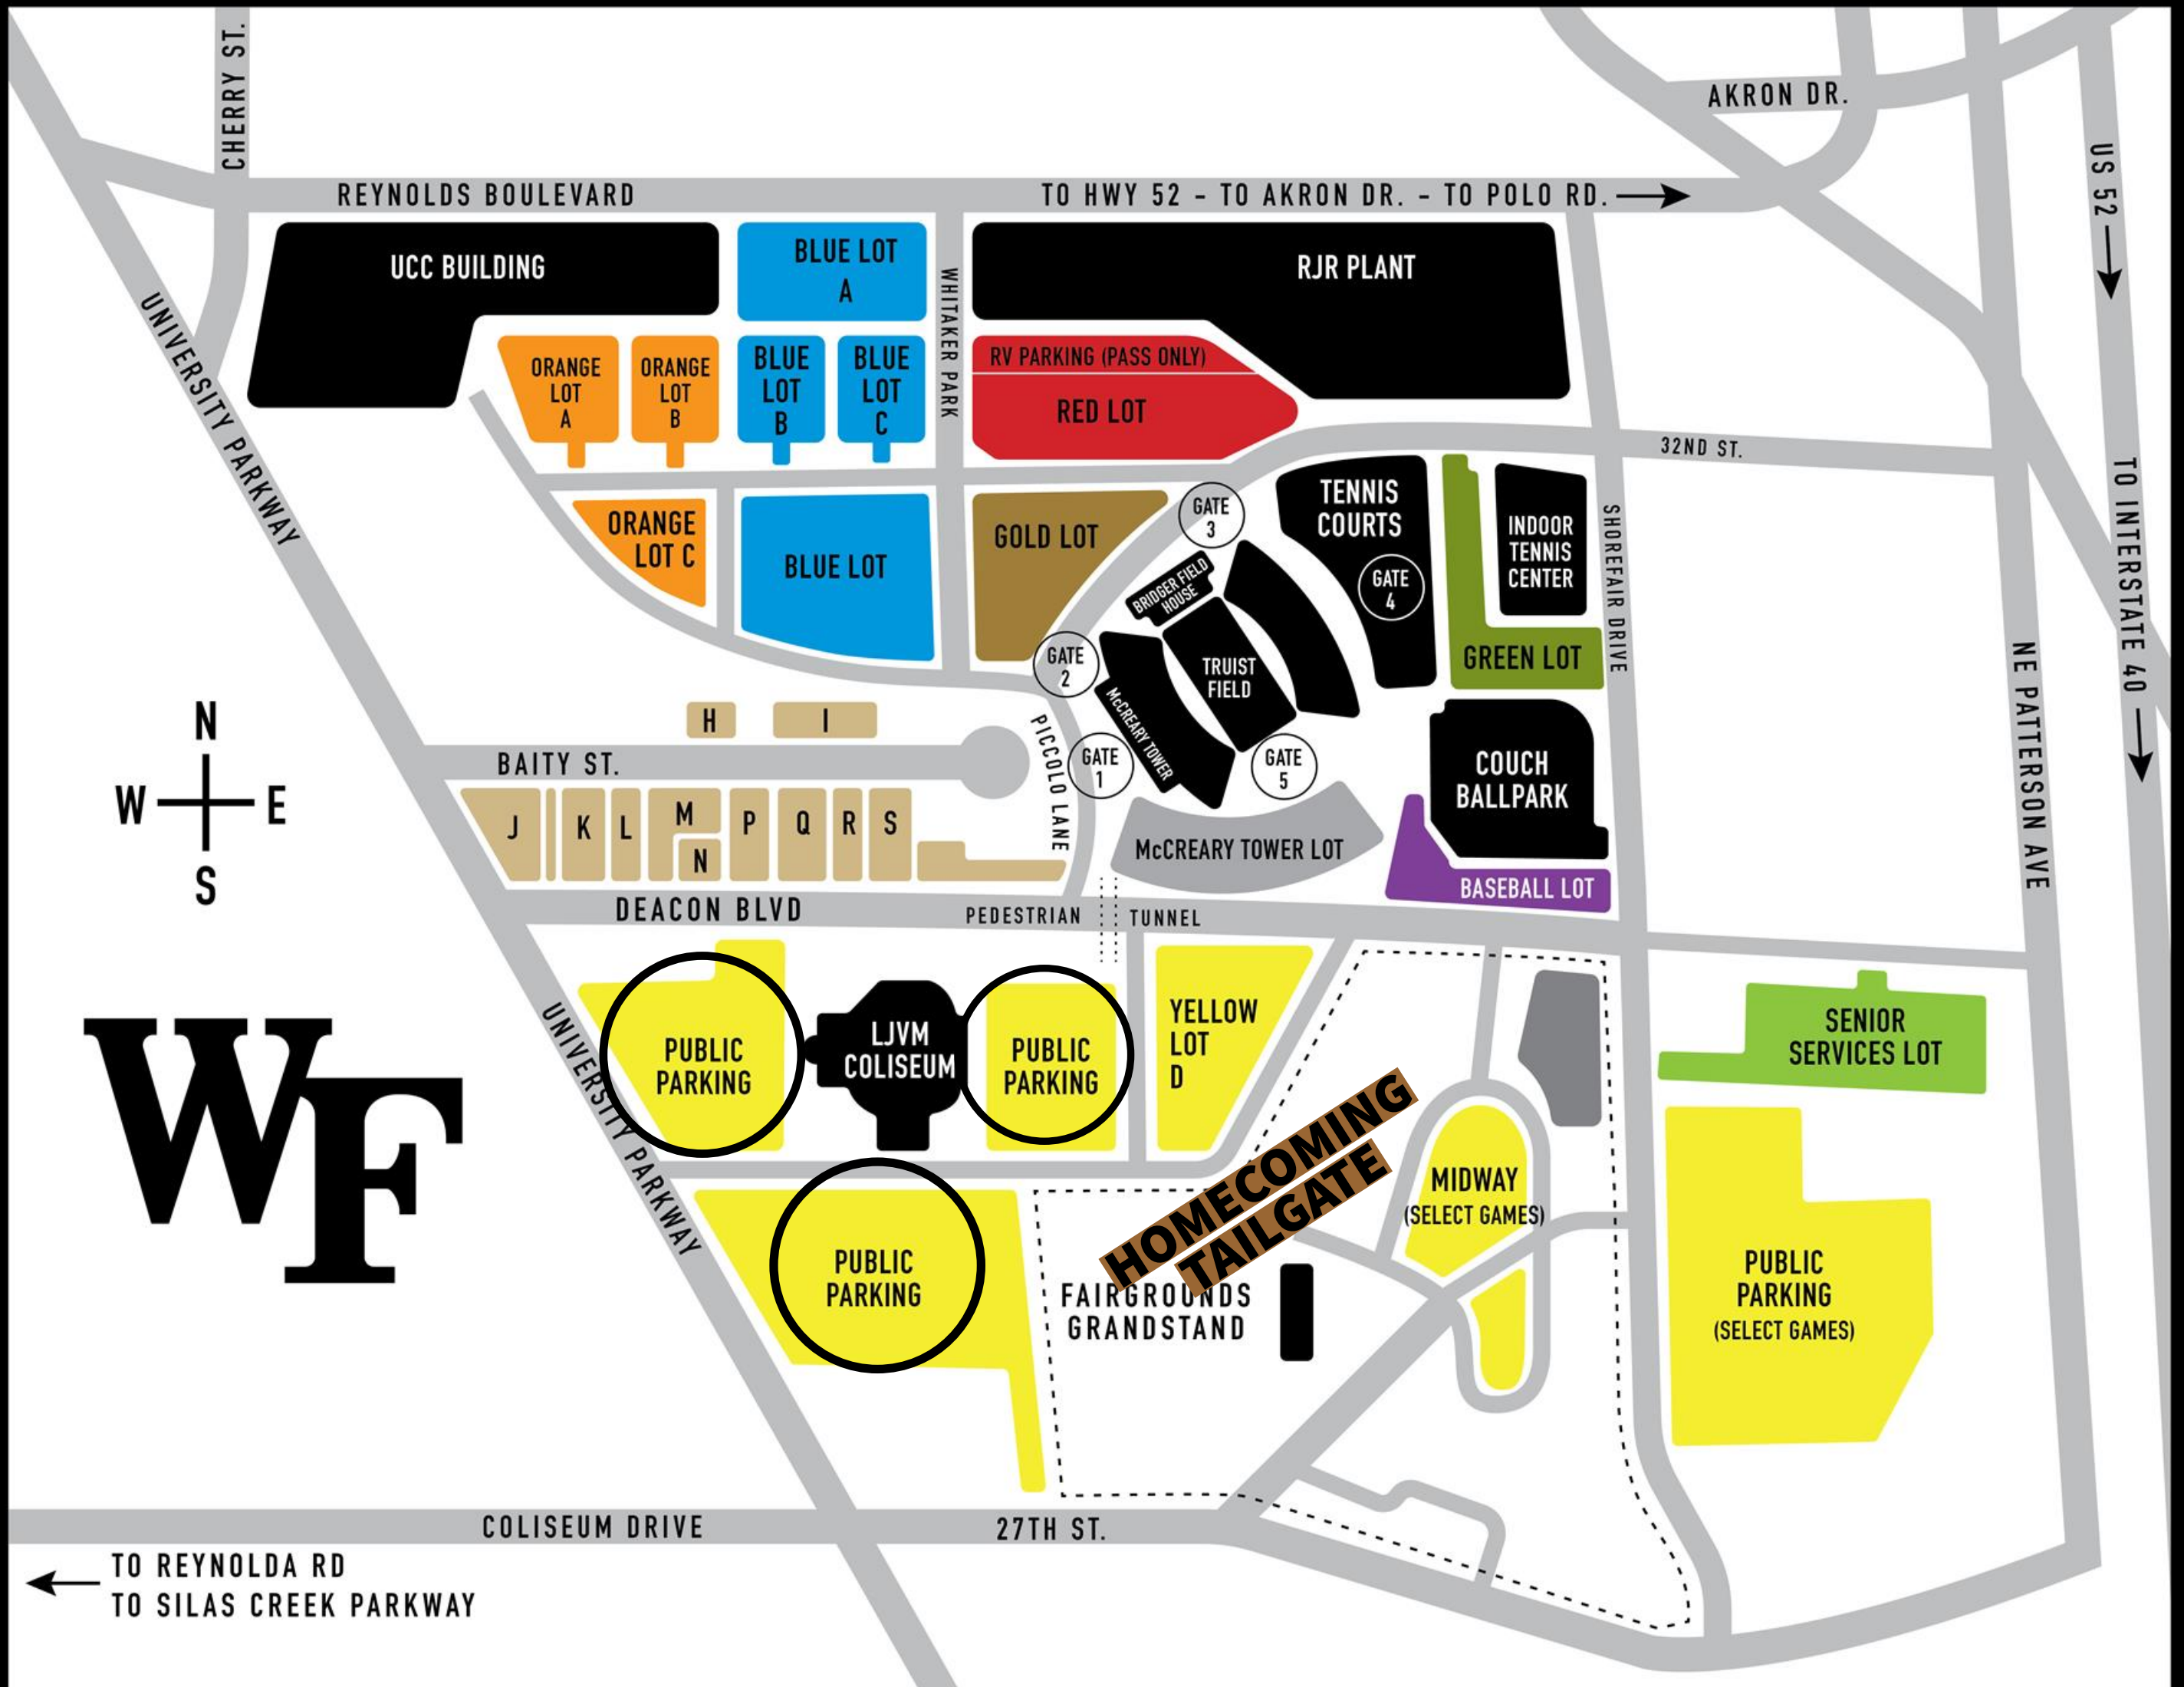 CHERRY ST.
AKRON DR.
US 52
REYNOLDS BOULEVARD
TO HWY 52 - TO AKRON DR. - TO POLO RD.
UCC BUILDING
BLUE LOT
A
WHITAKER PARK
RJR PLANT
UNIVERSITY PARKWAY
ORANGE
LOT
A
ORANGE
LOT
B
BLUE
LOT
B
BLUE
LOT
C
RV PARKING (PASS ONLY)
RED LOT
32ND ST.
TO INTERSTATE 40
ORANGE
LOT C
BLUE LOT
GOLD LOT
GATE
3
TENNIS
COURTS
GATE
4
INDOOR
TENNIS
CENTER
SHOREFAIR DRIVE
BRIDGER FIELD
HOUSE
GREEN LOT
GATE
2
TRUIST
FIELD
McCREARY TOWER
NE PATTERSON AVE
N
W
E
S
H
I
BAITY ST.
PICCOLO LANE
GATE
1
GATE
5
COUCH
BALLPARK
J
K
L
M
N
P
Q
R
S
McCREARY TOWER LOT
BASEBALL LOT
DEACON BLVD
PEDESTRIAN
TUNNEL
WF
UNIVERSITY PARKWAY
PUBLIC
PARKING
LJVM
COLISEUM
PUBLIC
PARKING
YELLOW
LOT
D
SENIOR
SERVICES LOT
HOMECOMING
TAILGATE
MIDWAY
(SELECT GAMES)
PUBLIC
PARKING
FAIRGROUNDS
GRANDSTAND
PUBLIC
PARKING
(SELECT GAMES)
COLISEUM DRIVE
27TH ST.
TO REYNOLDA RD
TO SILAS CREEK PARKWAY